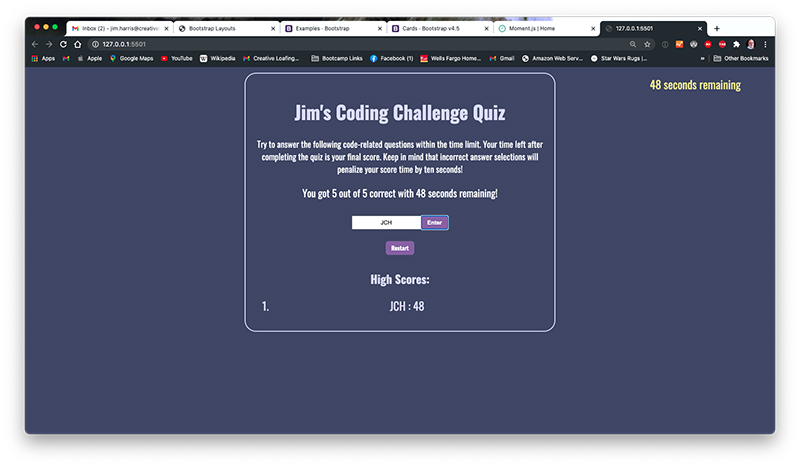 Inbox (2) - jim.harris@creative
Bootstrap Layouts
Examples · Bootstrap
Cards · Bootstrap v4.5
Moment.js | Home
127.0.0.1:5501
127.0.0.1:5501
Apps
Apple
Google Maps
YouTube
Wikipedia
Creative Loafing...
Bootcamp Links
Facebook (1)
Wells Fargo Home...
Gmail
Amazon Web Serv...
Star Wars Rugs |...
»
Other Bookmarks
48 seconds remaining
Jim's Coding Challenge Quiz
Try to answer the following code-related questions within the time limit. Your time left after
completing the quiz is your final score. Keep in mind that incorrect answer selections will
penalize your score time by ten seconds!
You got 5 out of 5 correct with 48 seconds remaining!
JCH
Enter
Restart
High Scores:
1. JCH : 48